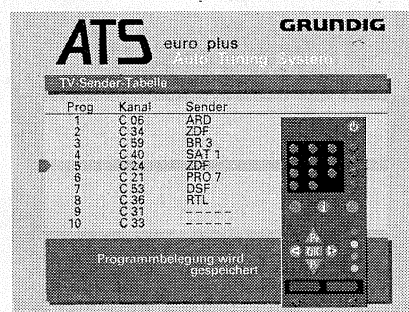 ATS euro plus GRUNDIG
Auto Tuning System
TV-Sender-Tabelle
Prog Kanal Sender
1 C 06 ARD
2 C 34 ZDF
3 C 59 BR 3
4 C 40 SAT 1
5 C 24 ZDF
6 C 21 PRO 7
7 C 53 DSF
8 C 36 RTL
9 C 31 - - - - -
10 C 33 - - - - -
P+
OK
P-
Programmbelegung wird
gespeichert